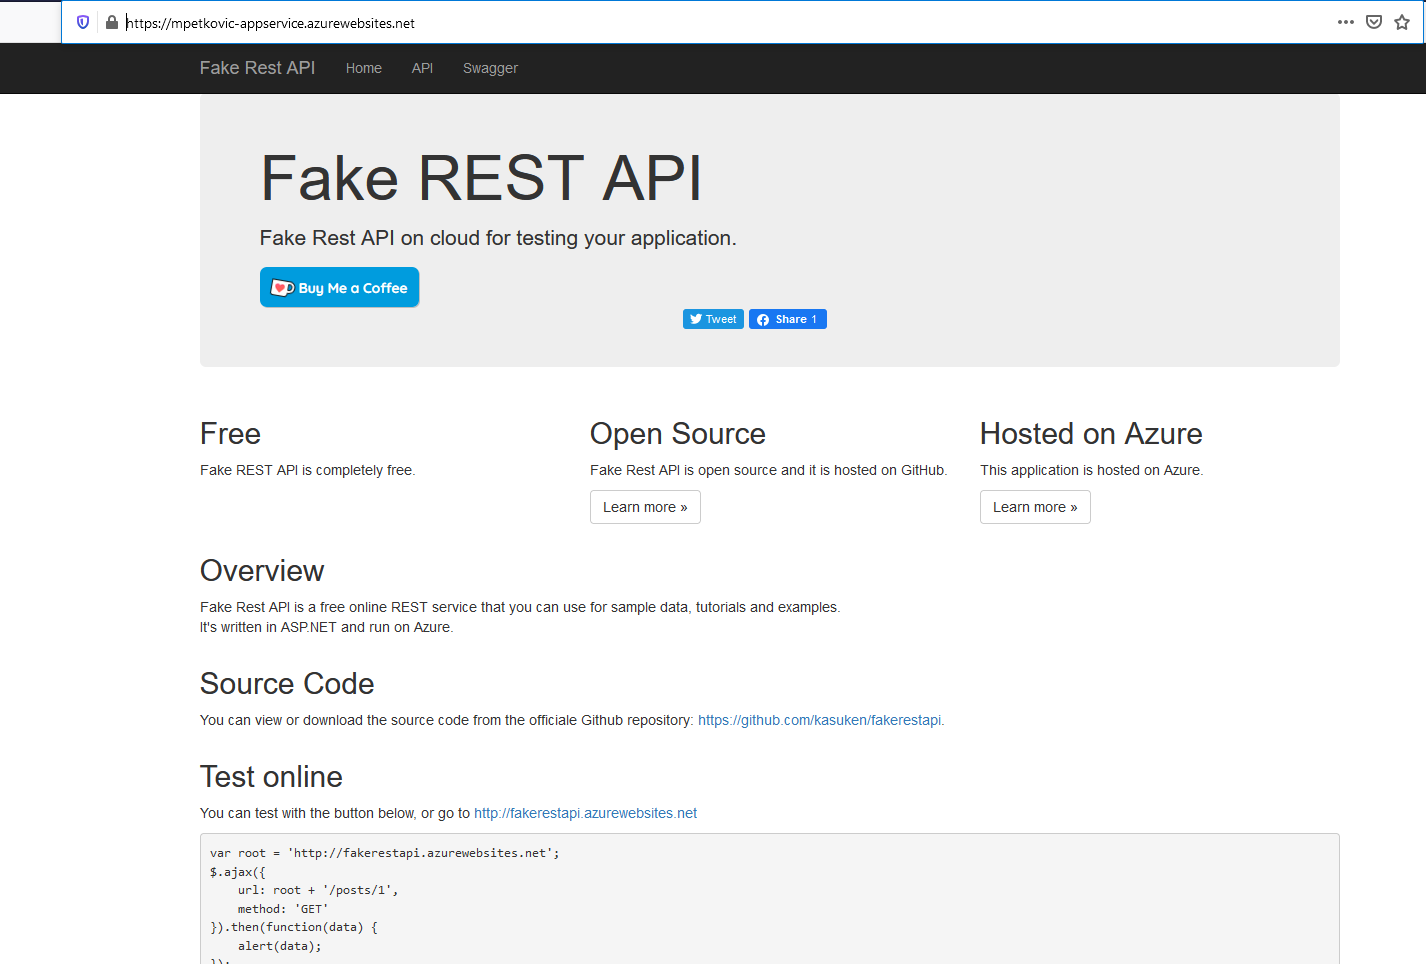 https://mpetkovic-appservice.azurewebsites.net
Fake Rest API Home API Swagger
Fake REST API
Fake Rest API on cloud for testing your application.
Buy Me a Coffee
Tweet Share 1
Free
Fake REST API is completely free.
Open Source
Fake Rest API is open source and it is hosted on GitHub.
Learn more »
Hosted on Azure
This application is hosted on Azure.
Learn more »
Overview
Fake Rest API is a free online REST service that you can use for sample data, tutorials and examples.
It's written in ASP.NET and run on Azure.
Source Code
You can view or download the source code from the officiale Github repository: https://github.com/kasuken/fakerestapi.
Test online
You can test with the button below, or go to http://fakerestapi.azurewebsites.net
var root = 'http://fakerestapi.azurewebsites.net';
$.ajax({
    url: root + '/posts/1',
    method: 'GET'
}).then(function(data) {
    alert(data);
});